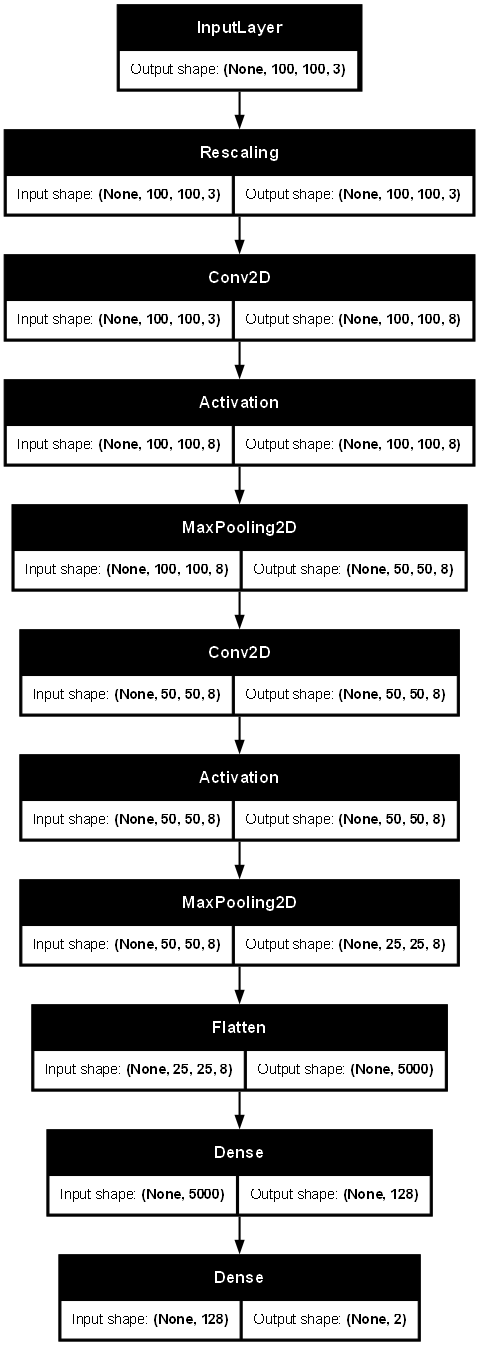 InputLayer
Output shape: (None, 100, 100, 3)
Rescaling
Input shape: (None, 100, 100, 3) Output shape: (None, 100, 100, 3)
Conv2D
Input shape: (None, 100, 100, 3) Output shape: (None, 100, 100, 8)
Activation
Input shape: (None, 100, 100, 8) Output shape: (None, 100, 100, 8)
MaxPooling2D
Input shape: (None, 100, 100, 8) Output shape: (None, 50, 50, 8)
Conv2D
Input shape: (None, 50, 50, 8) Output shape: (None, 50, 50, 8)
Activation
Input shape: (None, 50, 50, 8) Output shape: (None, 50, 50, 8)
MaxPooling2D
Input shape: (None, 50, 50, 8) Output shape: (None, 25, 25, 8)
Flatten
Input shape: (None, 25, 25, 8) Output shape: (None, 5000)
Dense
Input shape: (None, 5000) Output shape: (None, 128)
Dense
Input shape: (None, 128) Output shape: (None, 2)